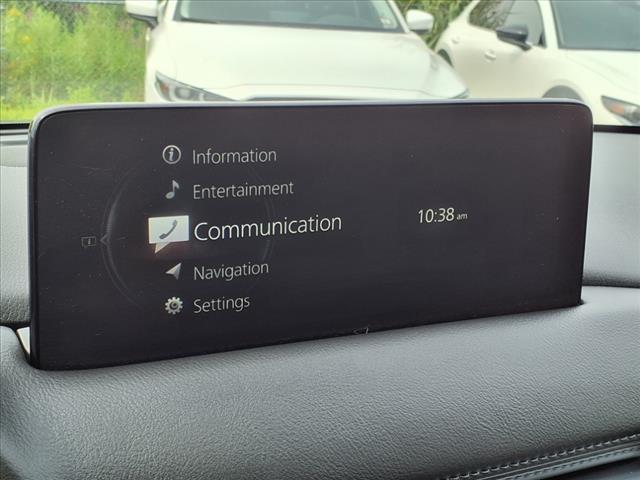 Information
Entertainment
Communication
10:38 am
Navigation
Settings